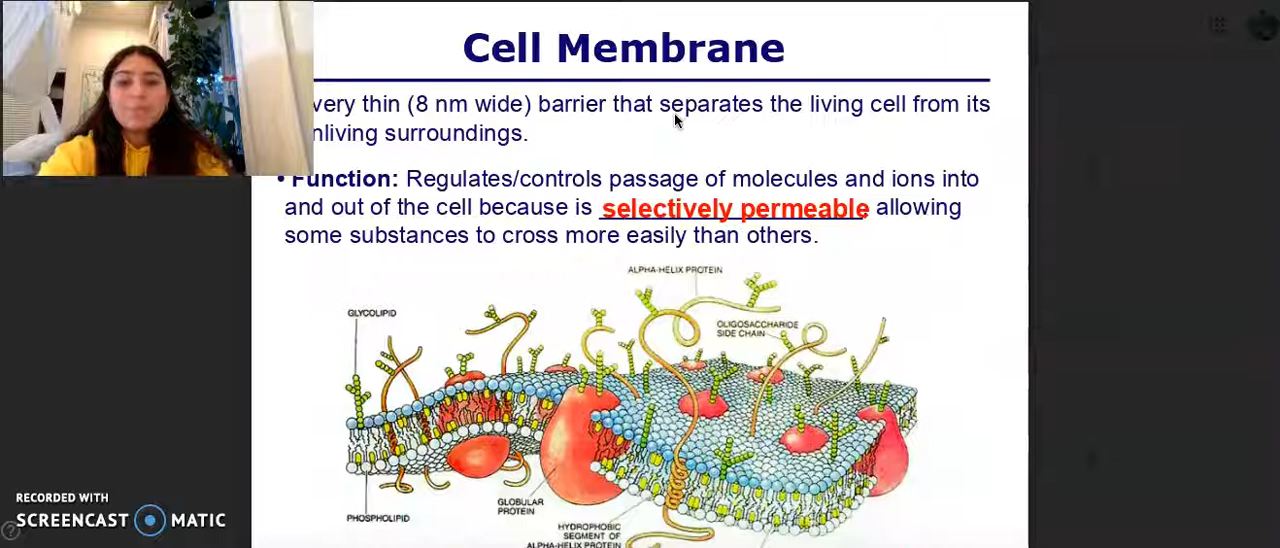 Cell Membrane
very thin (8 nm wide) barrier that separates the living cell from its
nliving surroundings.
• Function: Regulates/controls passage of molecules and ions into
and out of the cell because is selectively permeable, allowing
some substances to cross more easily than others.
ALPHA-HELIX PROTEIN
GLYCOLIPID
OLIGOSACCHARIDE
SIDE CHAIN
GLOBULAR
PROTEIN
PHOSPHOLIPID
HYDROPHOBIC
SEGMENT OF
ALPHA-HELIX PROTEIN
RECORDED WITH
SCREENCAST MATIC